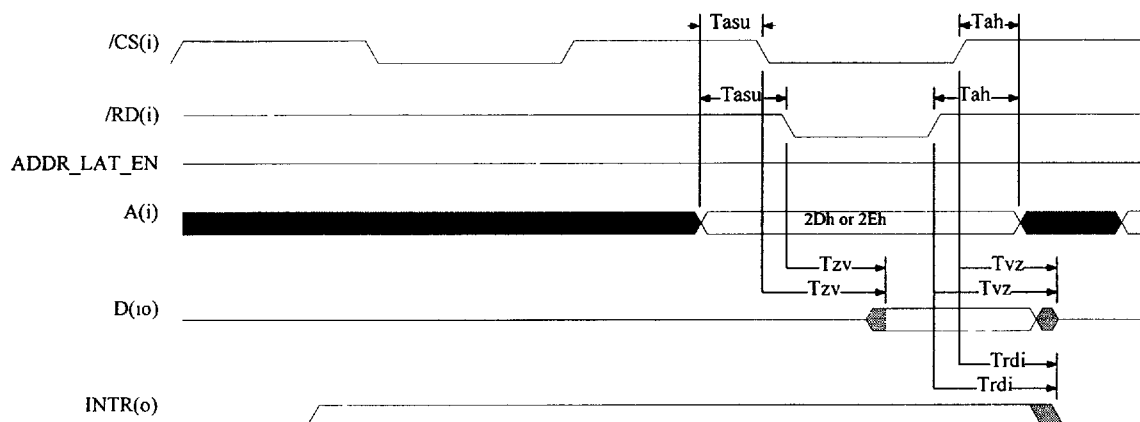 Tasu Tah
/CS(i)
Tasu Tah
/RD(i)
ADDR_LAT_EN
A(i) 2Dh or 2Eh
Tzv Tvz
Tzv Tvz
D(io)
Trdi
Trdi
INTR(o)